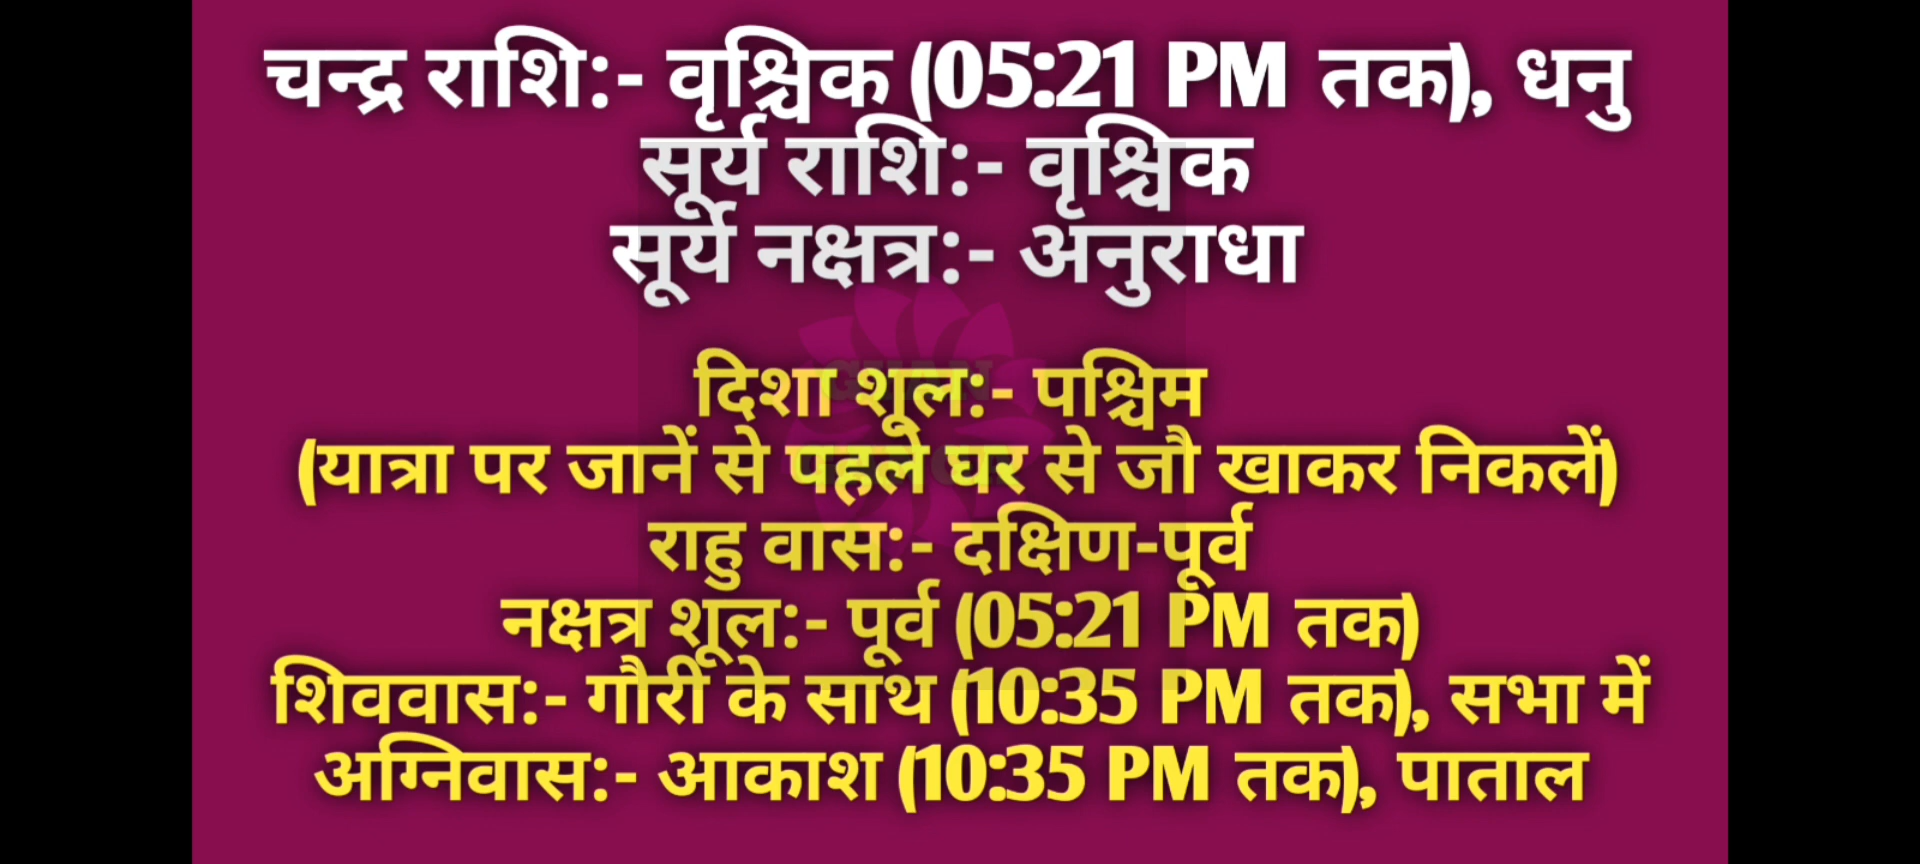 चन्द्र राशि:- वृश्चिक (05:21 PM तक), धनु
सूर्य राशि:- वृश्चिक
सूर्य नक्षत्र:- अनुराधा
दिशा शूल:- पश्चिम
(यात्रा पर जानें से पहले घर से जौ खाकर निकलें)
राहु वास:- दक्षिण-पूर्व
नक्षत्र शूल:- पूर्व (05:21 PM तक)
शिववास:- गौरी के साथ (10:35 PM तक), सभा में
अग्निवास:- आकाश (10:35 PM तक), पाताल